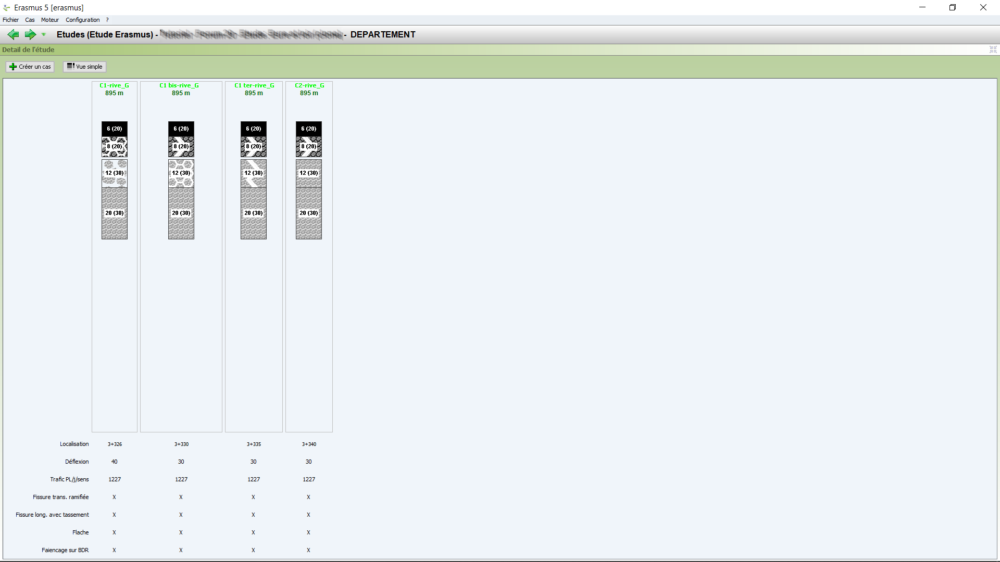 Erasmus 5 [erasmus]
Fichier Cas Moteur Configuration ?
Etudes (Etude Erasmus) - - DEPARTEMENT
Detail de l'étude
Créer un cas Vue simple
C1-rive_G C1 bis-rive_G C1 ter-rive_G C2-rive_G
895 m 895 m 895 m 895 m
6 (20) 6 (20) 6 (20) 6 (20)
8 (20) 8 (20) 8 (20) 8 (20)
12 (30) 12 (30) 12 (30) 12 (30)
20 (30) 20 (30) 20 (30) 20 (30)
Localisation 3+326 3+330 3+335 3+340
Déflexion 40 30 30 30
Trafic PL/j/sens 1227 1227 1227 1227
Fissure trans. ramifiée X X X X
Fissure long. avec tassement X X X X
Flache X X X X
Faiencage sur BDR X X X X